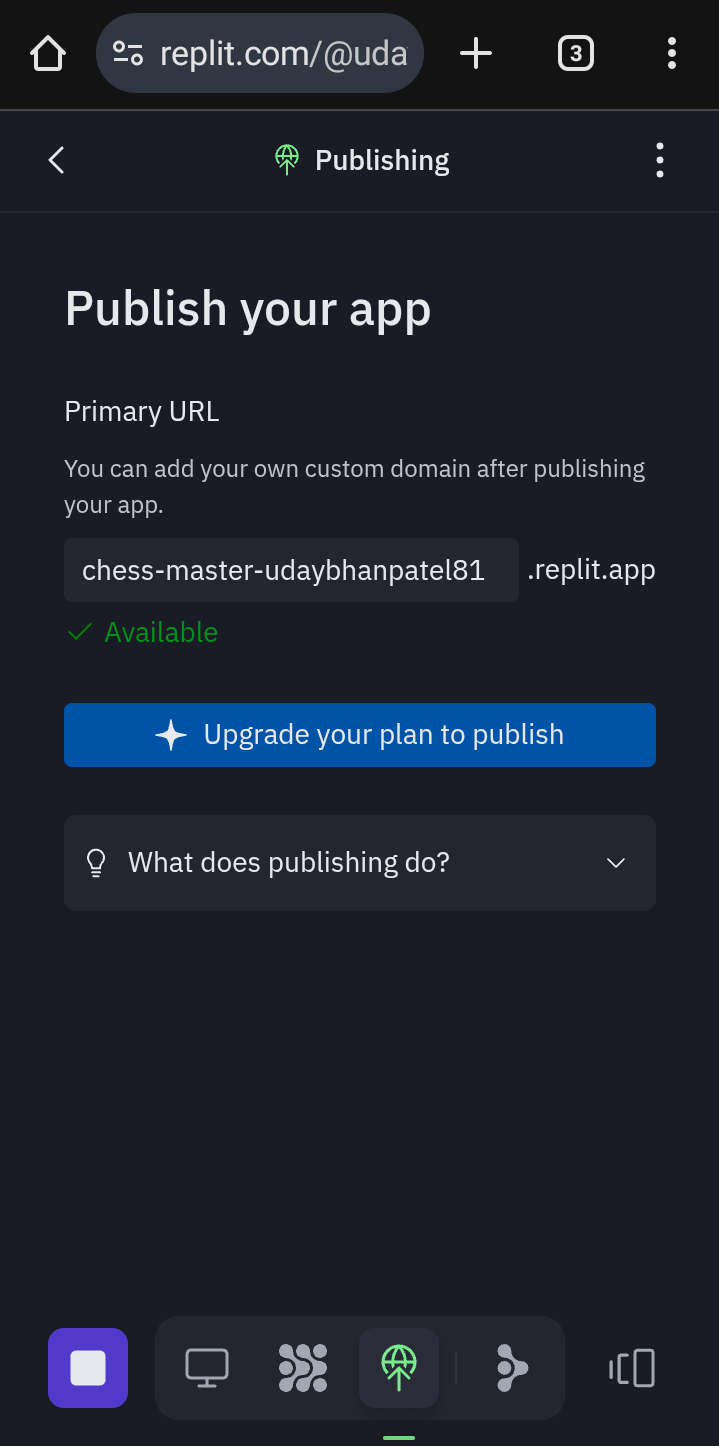 replit.com/@uda
3
Publishing
Publish your app
Primary URL
You can add your own custom domain after publishing
your app.
chess-master-udaybhanpatel81 .replit.app
Available
Upgrade your plan to publish
What does publishing do?